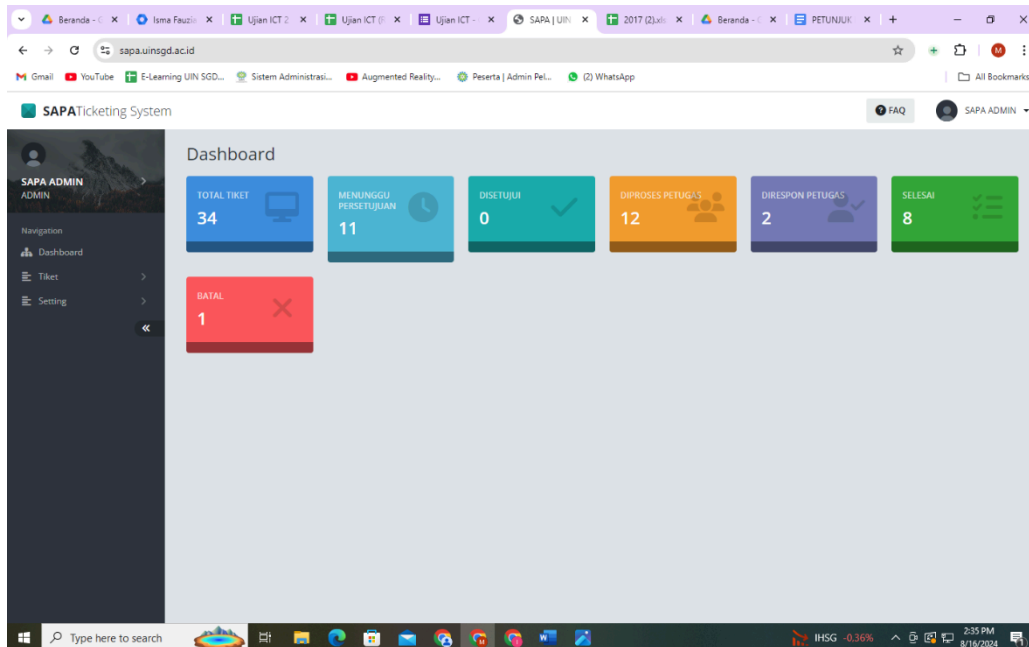 Beranda - G
Isma Fauzia
Ujian ICT 2
Ujian ICT (R
Ujian ICT -
SAPA | UIN
2017 (2).xls
Beranda - G
PETUNJUK
sapa.uinsgd.ac.id
M
Gmail
YouTube
E-Learning UIN SGD...
Sistem Administrasi...
Augmented Reality...
Peserta | Admin Pel...
(2) WhatsApp
All Bookmarks
SAPATicketing System
FAQ
SAPA ADMIN
SAPA ADMIN
ADMIN
Navigation
Dashboard
Tiket
Setting
Dashboard
TOTAL TIKET
34
MENUNGGU
PERSETUJUAN
11
DISETUJUI
0
DIPROSES PETUGAS
12
DIRESPON PETUGAS
2
SELESAI
8
BATAL
1
Type here to search
IHSG -0.36%
2:35 PM
8/16/2024